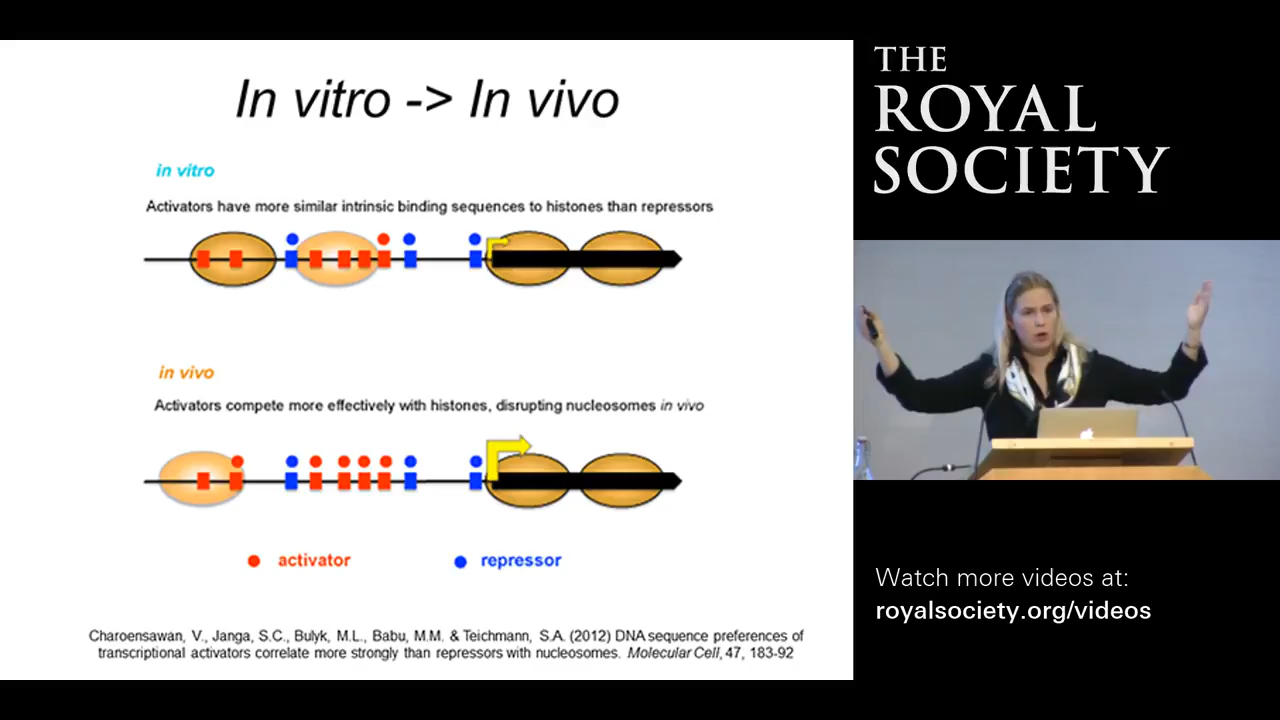 In vitro -> In vivo
in vitro
Activators have more similar intrinsic binding sequences to histones than repressors
in vivo
Activators compete more effectively with histones, disrupting nucleosomes in vivo
activator
repressor
Charoensawan, V., Janga, S.C., Bulyk, M.L., Babu, M.M. & Teichmann, S.A. (2012) DNA sequence preferences of
transcriptional activators correlate more strongly than repressors with nucleosomes. Molecular Cell, 47, 183-92
THE
ROYAL
SOCIETY
Watch more videos at:
royalsociety.org/videos